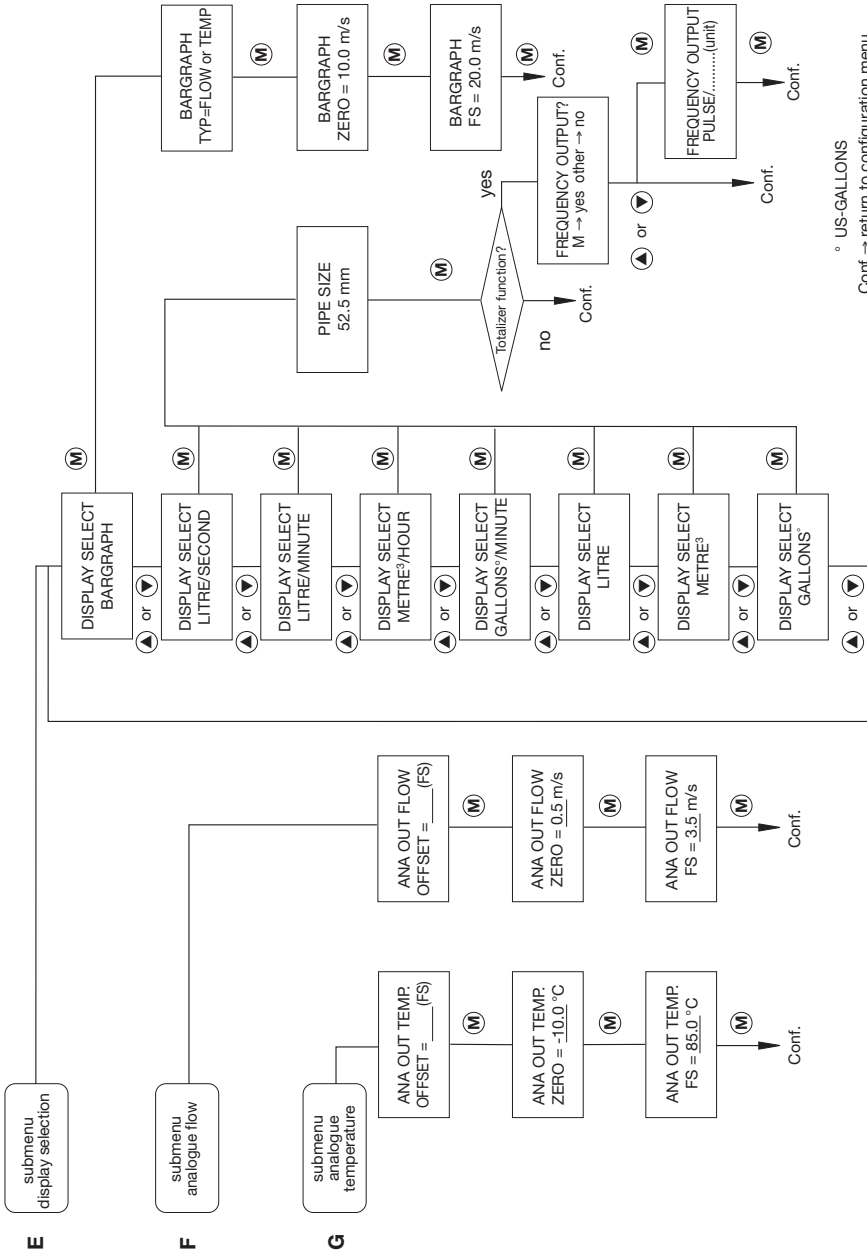 E
submenu
display selection
DISPLAY SELECT
BARGRAPH
M
BARGRAPH
TYP=FLOW or TEMP
M
BARGRAPH
ZERO = 10.0 m/s
M
BARGRAPH
FS = 20.0 m/s
M
Conf.
▲ or ▼
DISPLAY SELECT
LITRE/SECOND
M
▲ or ▼
DISPLAY SELECT
LITRE/MINUTE
M
▲ or ▼
DISPLAY SELECT
METRE³/HOUR
M
▲ or ▼
DISPLAY SELECT
GALLONS°/MINUTE
M
▲ or ▼
DISPLAY SELECT
LITRE
M
▲ or ▼
DISPLAY SELECT
METRE³
M
▲ or ▼
DISPLAY SELECT
GALLONS°
M
▲ or ▼
PIPE SIZE
52.5 mm
M
Totalizer function?
yes
no
Conf.
FREQUENCY OUTPUT?
M → yes other → no
▲ or ▼
Conf.
M
FREQUENCY OUTPUT
PULSE/..........(unit)
M
Conf.
F
submenu
analogue flow
ANA OUT FLOW
OFFSET = ____(FS)
M
ANA OUT FLOW
ZERO = 0.5 m/s
M
ANA OUT FLOW
FS = 3.5 m/s
M
Conf.
G
submenu
analogue
temperature
ANA OUT TEMP.
OFFSET = ____(FS)
M
ANA OUT TEMP.
ZERO = -10.0 °C
M
ANA OUT TEMP.
FS = 85.0 °C
M
Conf.
° US-GALLONS
Conf → return to configuration menu